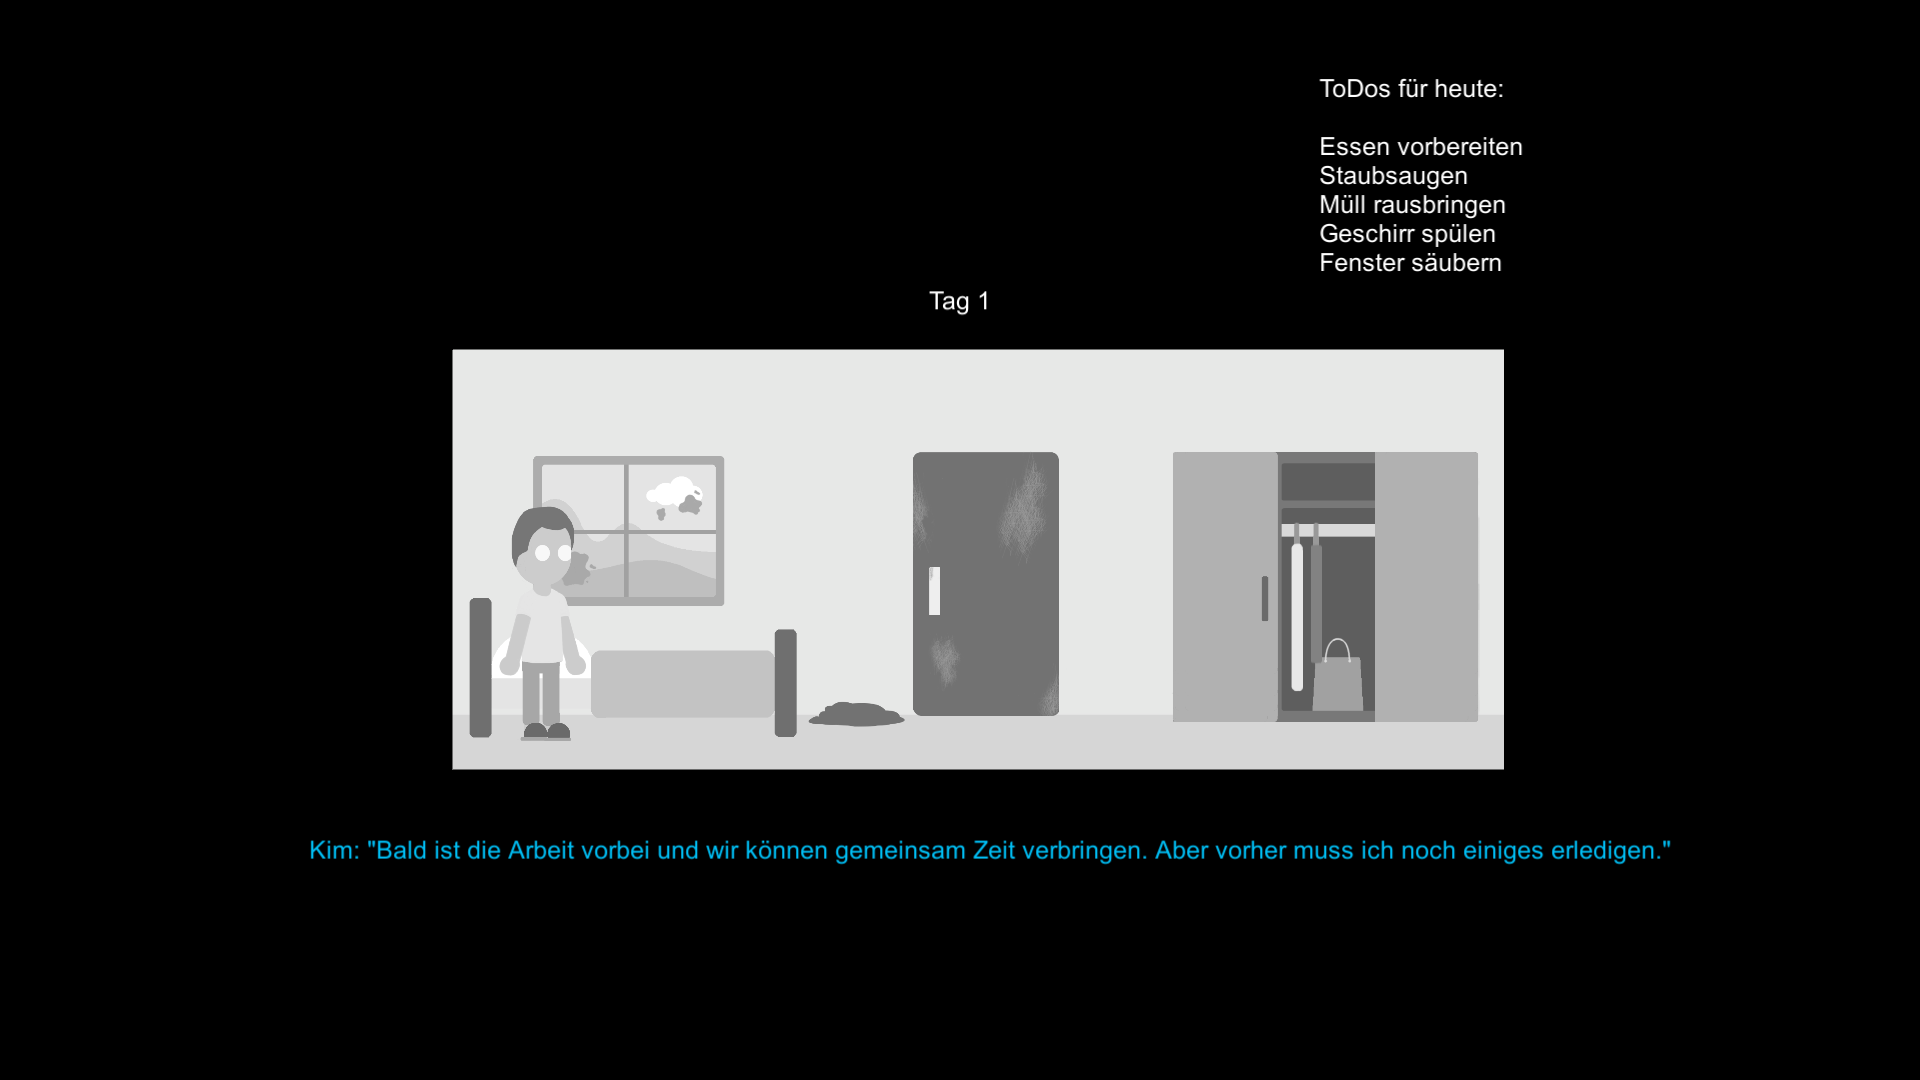 ToDos für heute:
Essen vorbereiten
Staubsaugen
Müll rausbringen
Geschirr spülen
Fenster säubern
Tag 1
Kim: "Bald ist die Arbeit vorbei und wir können gemeinsam Zeit verbringen. Aber vorher muss ich noch einiges erledigen."